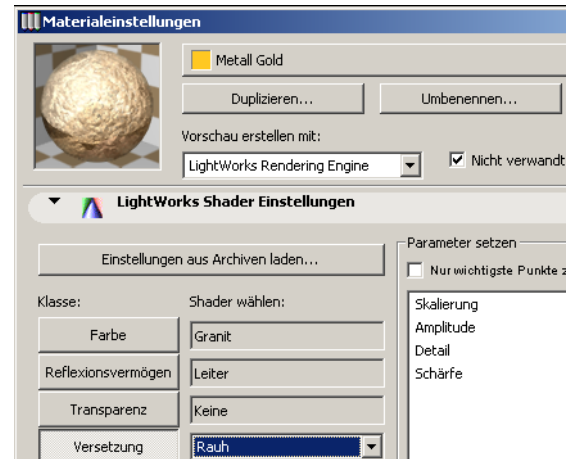 Materialeinstellungen
Metall Gold
Duplizieren...
Umbenennen...
Vorschau erstellen mit:
LightWorks Rendering Engine
Nicht verwandt
LightWorks Shader Einstellungen
Einstellungen aus Archiven laden...
Klasse:
Shader wählen:
Farbe
Granit
Reflexionsvermögen
Leiter
Transparenz
Keine
Versetzung
Rauh
Parameter setzen
Nur wichtigste Punkte z
Skalierung
Amplitude
Detail
Schärfe